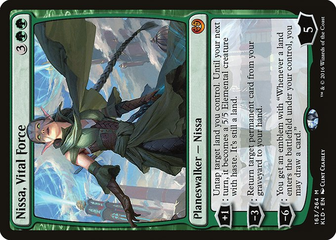 Nissa, Vital Force
3
Planeswalker — Nissa
+1: Untap target land you control. Until your next
turn, it becomes a 5/5 Elemental creature
with haste. It's still a land.
−3: Return target permanent card from your
graveyard to your hand.
−6: You get an emblem with "Whenever a land
enters the battlefield under your control, you
may draw a card."
5
163/264 M
KLD • EN Clint Cearley
™ & © 2016 Wizards of the Coast